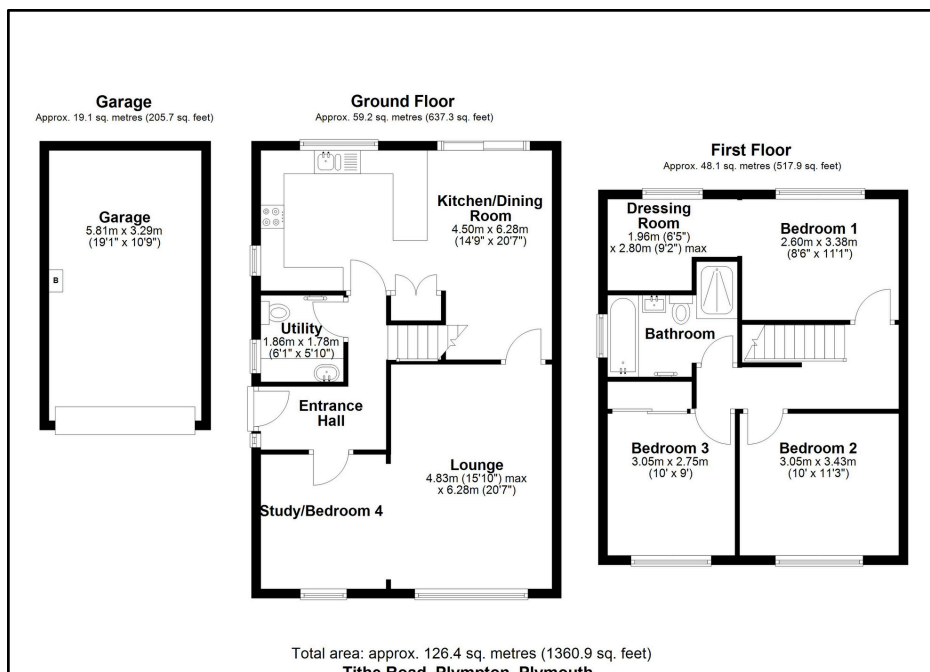 Garage
Approx. 19.1 sq. metres (205.7 sq. feet)
Garage
5.81m x 3.29m
(19'1" x 10'9")
B
Ground Floor
Approx. 59.2 sq. metres (637.3 sq. feet)
Kitchen/Dining
Room
4.50m x 6.28m
(14'9" x 20'7")
Utility
1.86m x 1.78m
(6'1" x 5'10")
Entrance
Hall
Lounge
4.83m (15'10") max
x 6.28m (20'7")
Study/Bedroom 4
First Floor
Approx. 48.1 sq. metres (517.9 sq. feet)
Dressing
Room
1.96m (6'5")
x 2.80m (9'2") max
Bedroom 1
2.60m x 3.38m
(8'6" x 11'1")
Bathroom
Bedroom 3
3.05m x 2.75m
(10' x 9')
Bedroom 2
3.05m x 3.43m
(10' x 11'3")
Total area: approx. 126.4 sq. metres (1360.9 sq. feet)
Tithe Road, Plympton, Plymouth